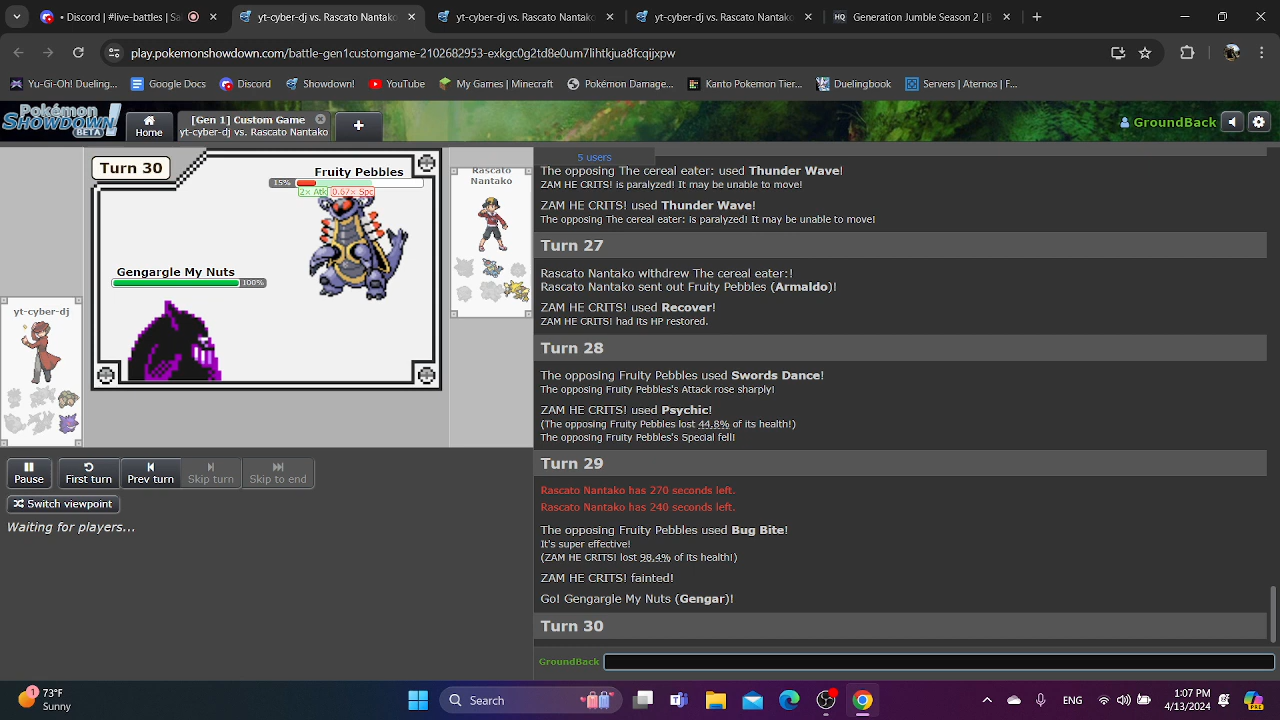 Discord | #live-battles | Sa
yt-cyber-dj vs. Rascato Nantako
yt-cyber-dj vs. Rascato Nantako
yt-cyber-dj vs. Rascato Nantako
HQ Generation Jumble Season 2 | B
play.pokemonshowdown.com/battle-gen1customgame-2102682953-exkgc0g2td8e0um7lihtkjua8fcqijxpw
Yu-Gi-Oh! Dueling...
Google Docs
Discord
Showdown!
YouTube
My Games | Minecraft
Pokémon Damage...
Kanto Pokemon Tier...
Duelingbook
Servers | Aternos | F...
Pokémon
Showdown!
BETA
Home
[Gen 1] Custom Game
yt-cyber-dj vs. Rascato Nantako
GroundBack
Turn 30
Fruity Pebbles
15%
2× Atk 0.67× Spc
Gengargle My Nuts
100%
yt-cyber-dj
Rascato
Nantako
Pause
First turn
Prev turn
Skip turn
Skip to end
Switch viewpoint
Waiting for players...
5 users
The opposing The cereal eater: used Thunder Wave!
ZAM HE CRITS! is paralyzed! It may be unable to move!
ZAM HE CRITS! used Thunder Wave!
The opposing The cereal eater: is paralyzed! It may be unable to move!
Turn 27
Rascato Nantako withdrew The cereal eater:!
Rascato Nantako sent out Fruity Pebbles (Armaldo)!
ZAM HE CRITS! used Recover!
ZAM HE CRITS! had its HP restored.
Turn 28
The opposing Fruity Pebbles used Swords Dance!
The opposing Fruity Pebbles's Attack rose sharply!
ZAM HE CRITS! used Psychic!
(The opposing Fruity Pebbles lost 44.8% of its health!)
The opposing Fruity Pebbles's Special fell!
Turn 29
Rascato Nantako has 270 seconds left.
Rascato Nantako has 240 seconds left.
The opposing Fruity Pebbles used Bug Bite!
It's super effective!
(ZAM HE CRITS! lost 98.4% of its health!)
ZAM HE CRITS! fainted!
Go! Gengargle My Nuts (Gengar)!
Turn 30
GroundBack
1
73°F
Sunny
Search
ENG
1:07 PM
4/13/2024
PRE